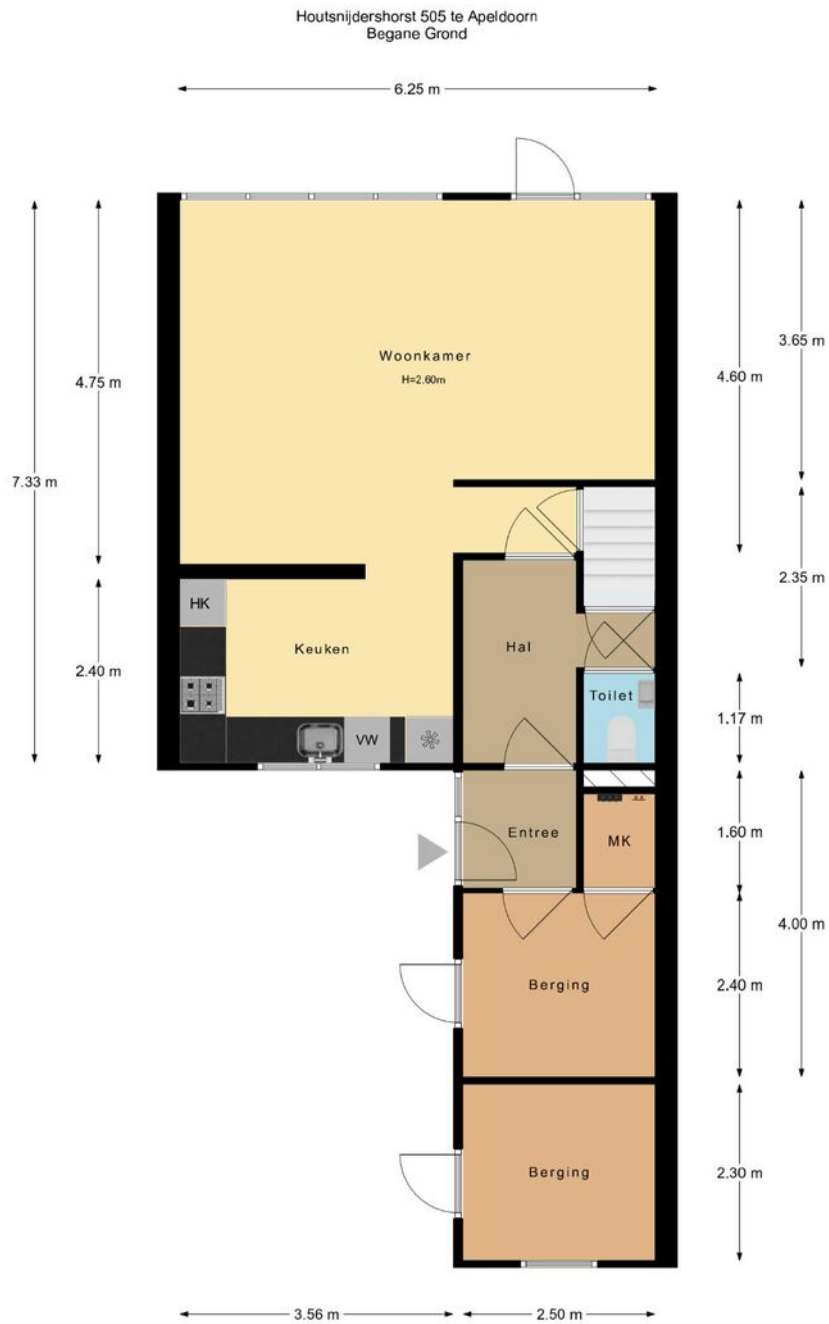 Houtsnijdershorst 505 te Apeldoorn
Begane Grond
6.25 m
Woonkamer
H=2.60m
3.65 m
4.75 m
4.60 m
7.33 m
2.35 m
HK
Keuken
Hal
2.40 m
Toilet
1.17 m
VW
Entree
MK
1.60 m
4.00 m
Berging
2.40 m
Berging
2.30 m
3.56 m
2.50 m